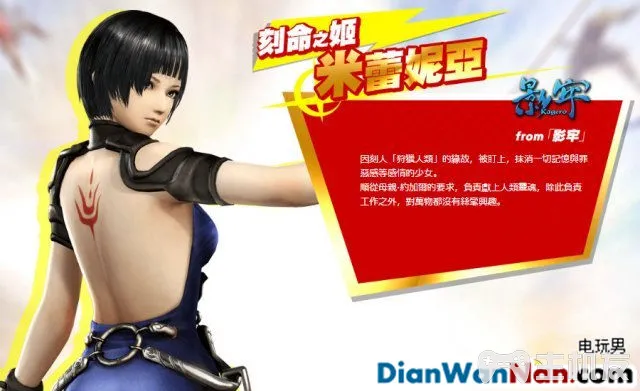 刻命之姬
米蕾妮亞
影牢
Kagero
from「影牢」
因刻人「狩獵人類」的緣故，被盯上，抹消一切記憶與罪
惡感等感情的少女。
順從母親·約加爾的要求，負責獻上人類靈魂，除此負責
工作之外，對萬物都沒有絲毫興趣。
电玩男
DianWanNan.com